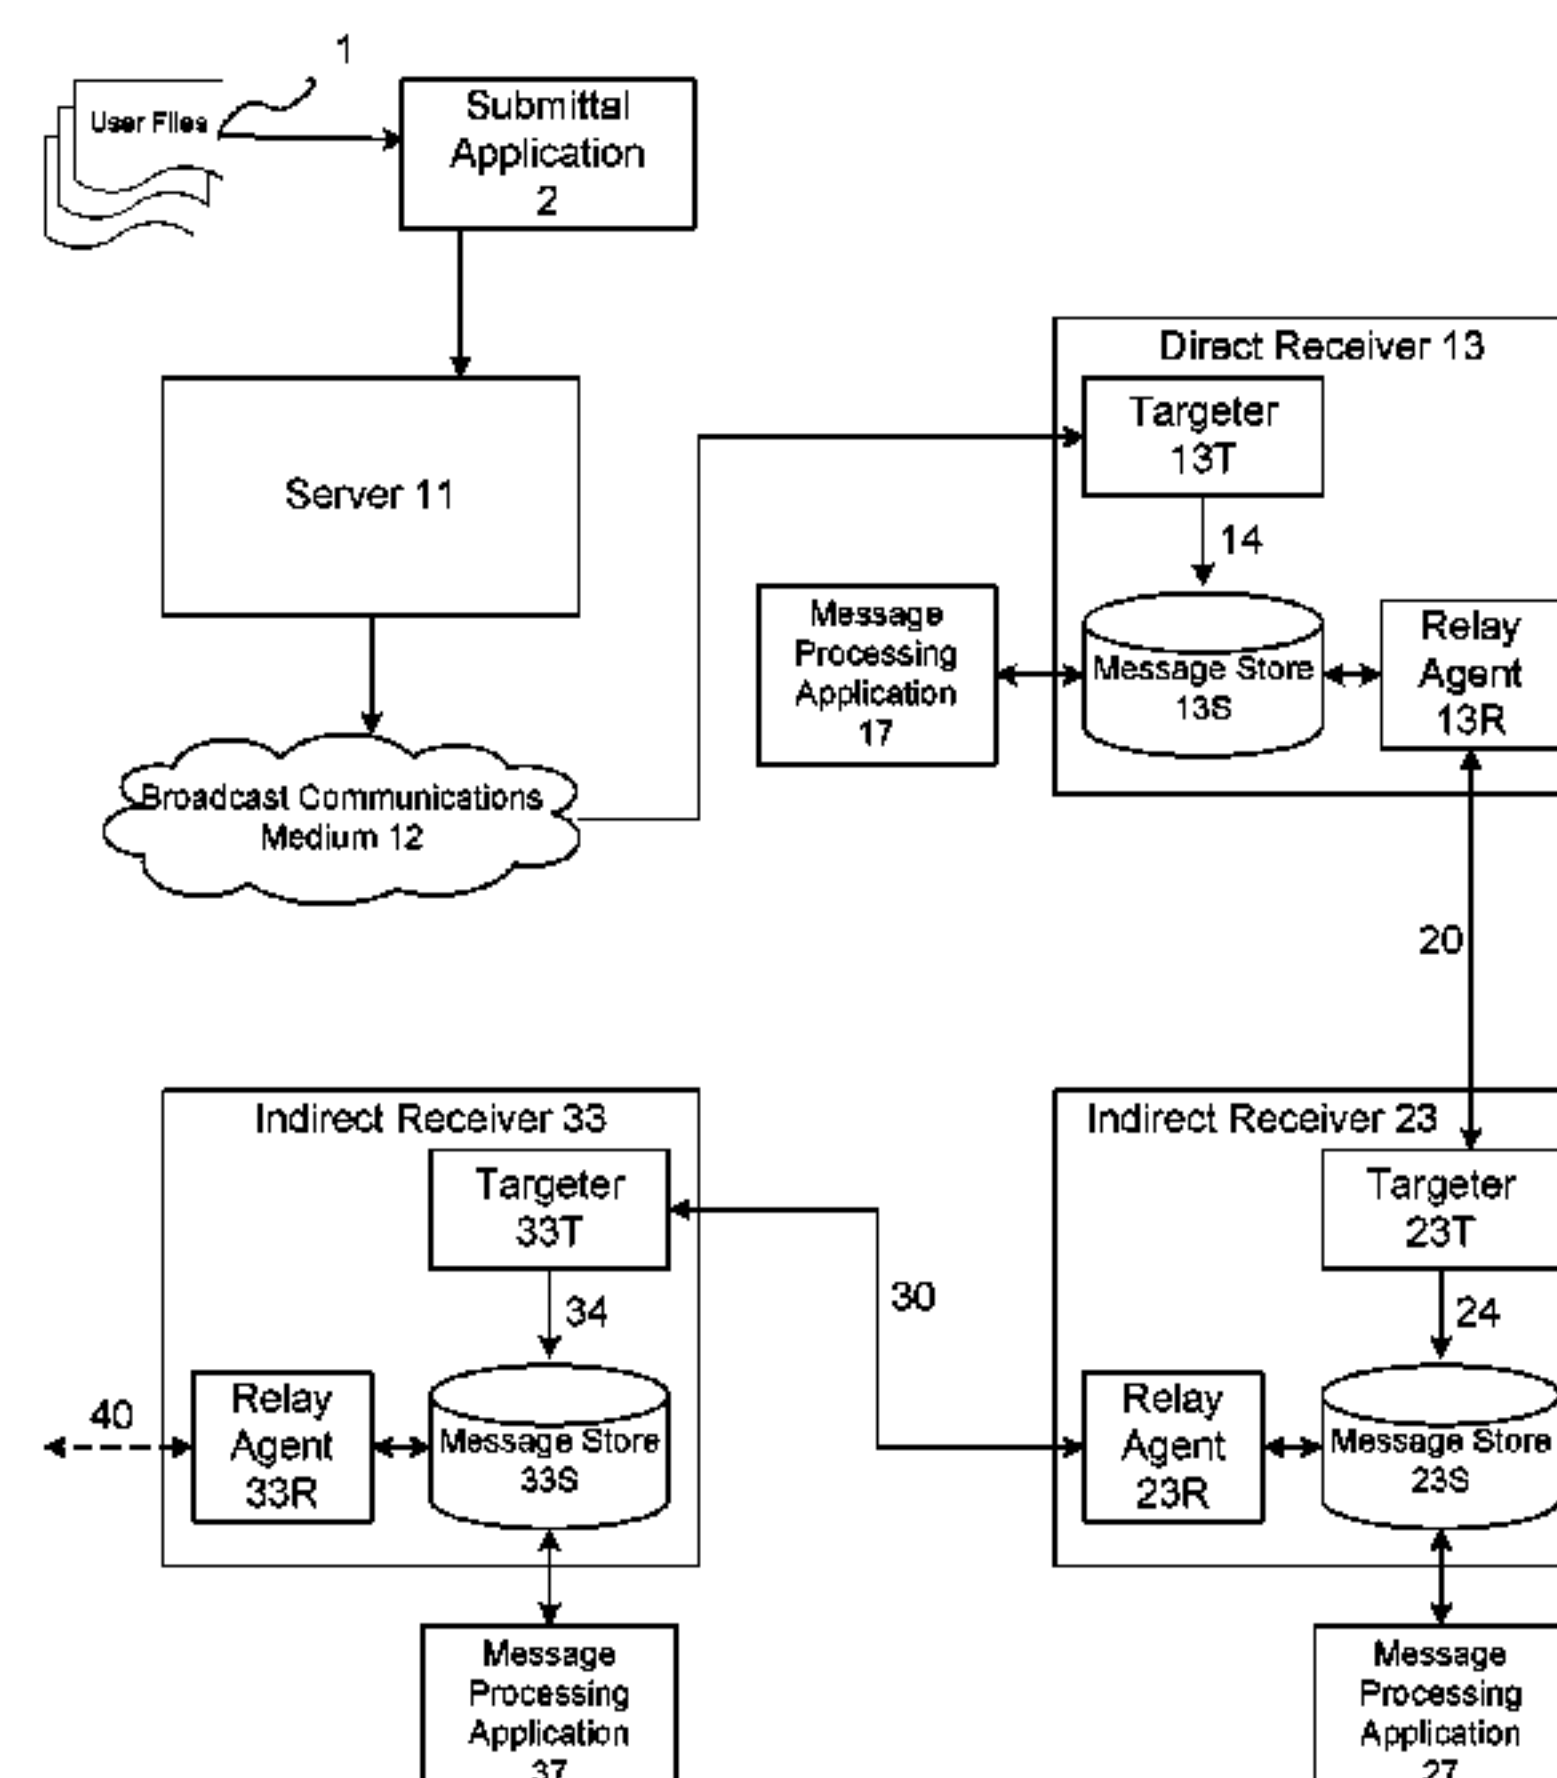 1
User Files
Submittal
Application
2
Direct Receiver 13
Targeter
13T
Server 11
14
Message
Processing
Application
17
Message Store
13S
Relay
Agent
13R
Broadcast Communications
Medium 12
20
Indirect Receiver 33
Targeter
33T
34
30
40
Relay
Agent
33R
Message Store
33S
Message
Processing
Application
37
Indirect Receiver 23
Targeter
23T
24
Relay
Agent
23R
Message Store
23S
Message
Processing
Application
27